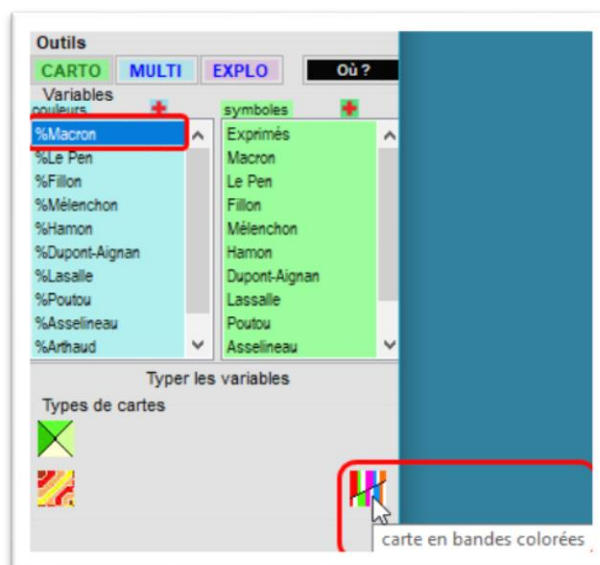 Outils
CARTO MULTI EXPLO Où ?
Variables
couleurs symboles
%Macron
%Le Pen
%Fillon
%Mélenchon
%Hamon
%Dupont-Aignan
%Lasalle
%Poutou
%Asselineau
%Arthaud
Exprimés
Macron
Le Pen
Fillon
Mélenchon
Hamon
Dupont-Aignan
Lassalle
Poutou
Asselineau
Typer les variables
Types de cartes
carte en bandes colorées